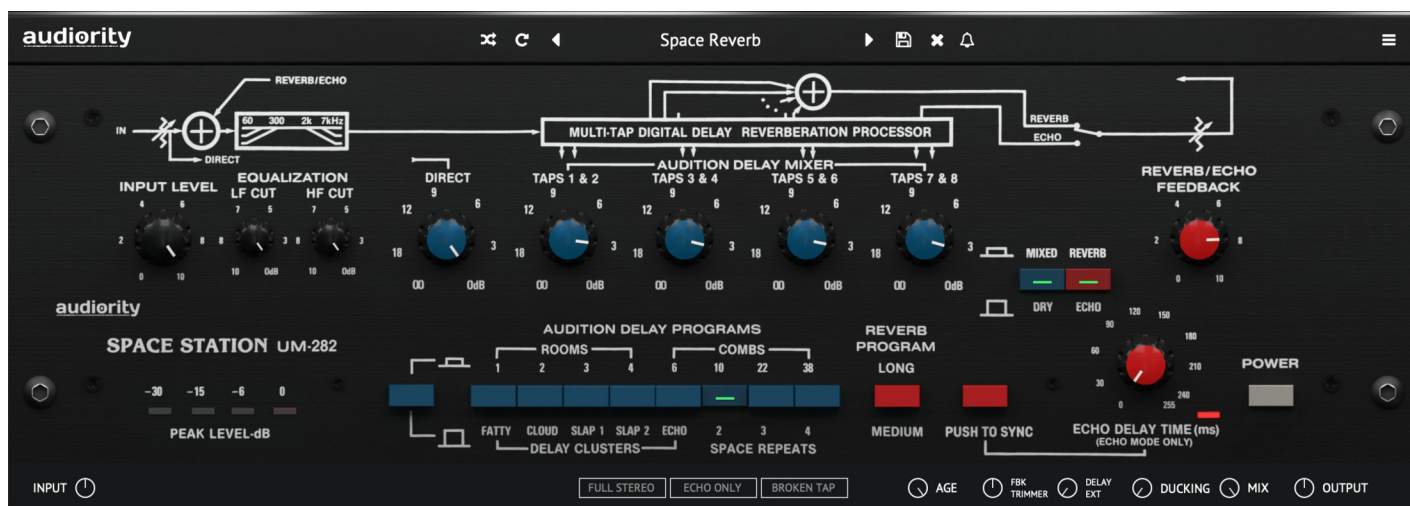 audiority
Space Reverb
REVERB/ECHO
IN
60 300 2k 7kHz
DIRECT
MULTI-TAP DIGITAL DELAY REVERBERATION PROCESSOR
REVERB
ECHO
AUDITION DELAY MIXER
INPUT LEVEL
EQUALIZATION
LF CUT HF CUT
DIRECT
TAPS 1 & 2
TAPS 3 & 4
TAPS 5 & 6
TAPS 7 & 8
REVERB/ECHO
FEEDBACK
0 2 4 6 8 10
10 8 7 5 3 0dB
10 8 7 5 3 0dB
00 18 12 9 6 3 0dB
00 18 12 9 6 3 0dB
00 18 12 9 6 3 0dB
00 18 12 9 6 3 0dB
00 18 12 9 6 3 0dB
0 2 4 6 8 10
MIXED REVERB
DRY ECHO
audiority
SPACE STATION UM-282
-30 -15 -6 0
PEAK LEVEL-dB
AUDITION DELAY PROGRAMS
ROOMS COMBS
1 2 3 4 6 10 22 38
FATTY CLOUD SLAP 1 SLAP 2 ECHO 2 3 4
DELAY CLUSTERS SPACE REPEATS
REVERB
PROGRAM
LONG
MEDIUM
PUSH TO SYNC
0 30 60 90 120 150 180 210 240 255
ECHO DELAY TIME (ms)
(ECHO MODE ONLY)
POWER
INPUT
FULL STEREO
ECHO ONLY
BROKEN TAP
AGE
FBK
TRIMMER
DELAY
EXT
DUCKING
MIX
OUTPUT